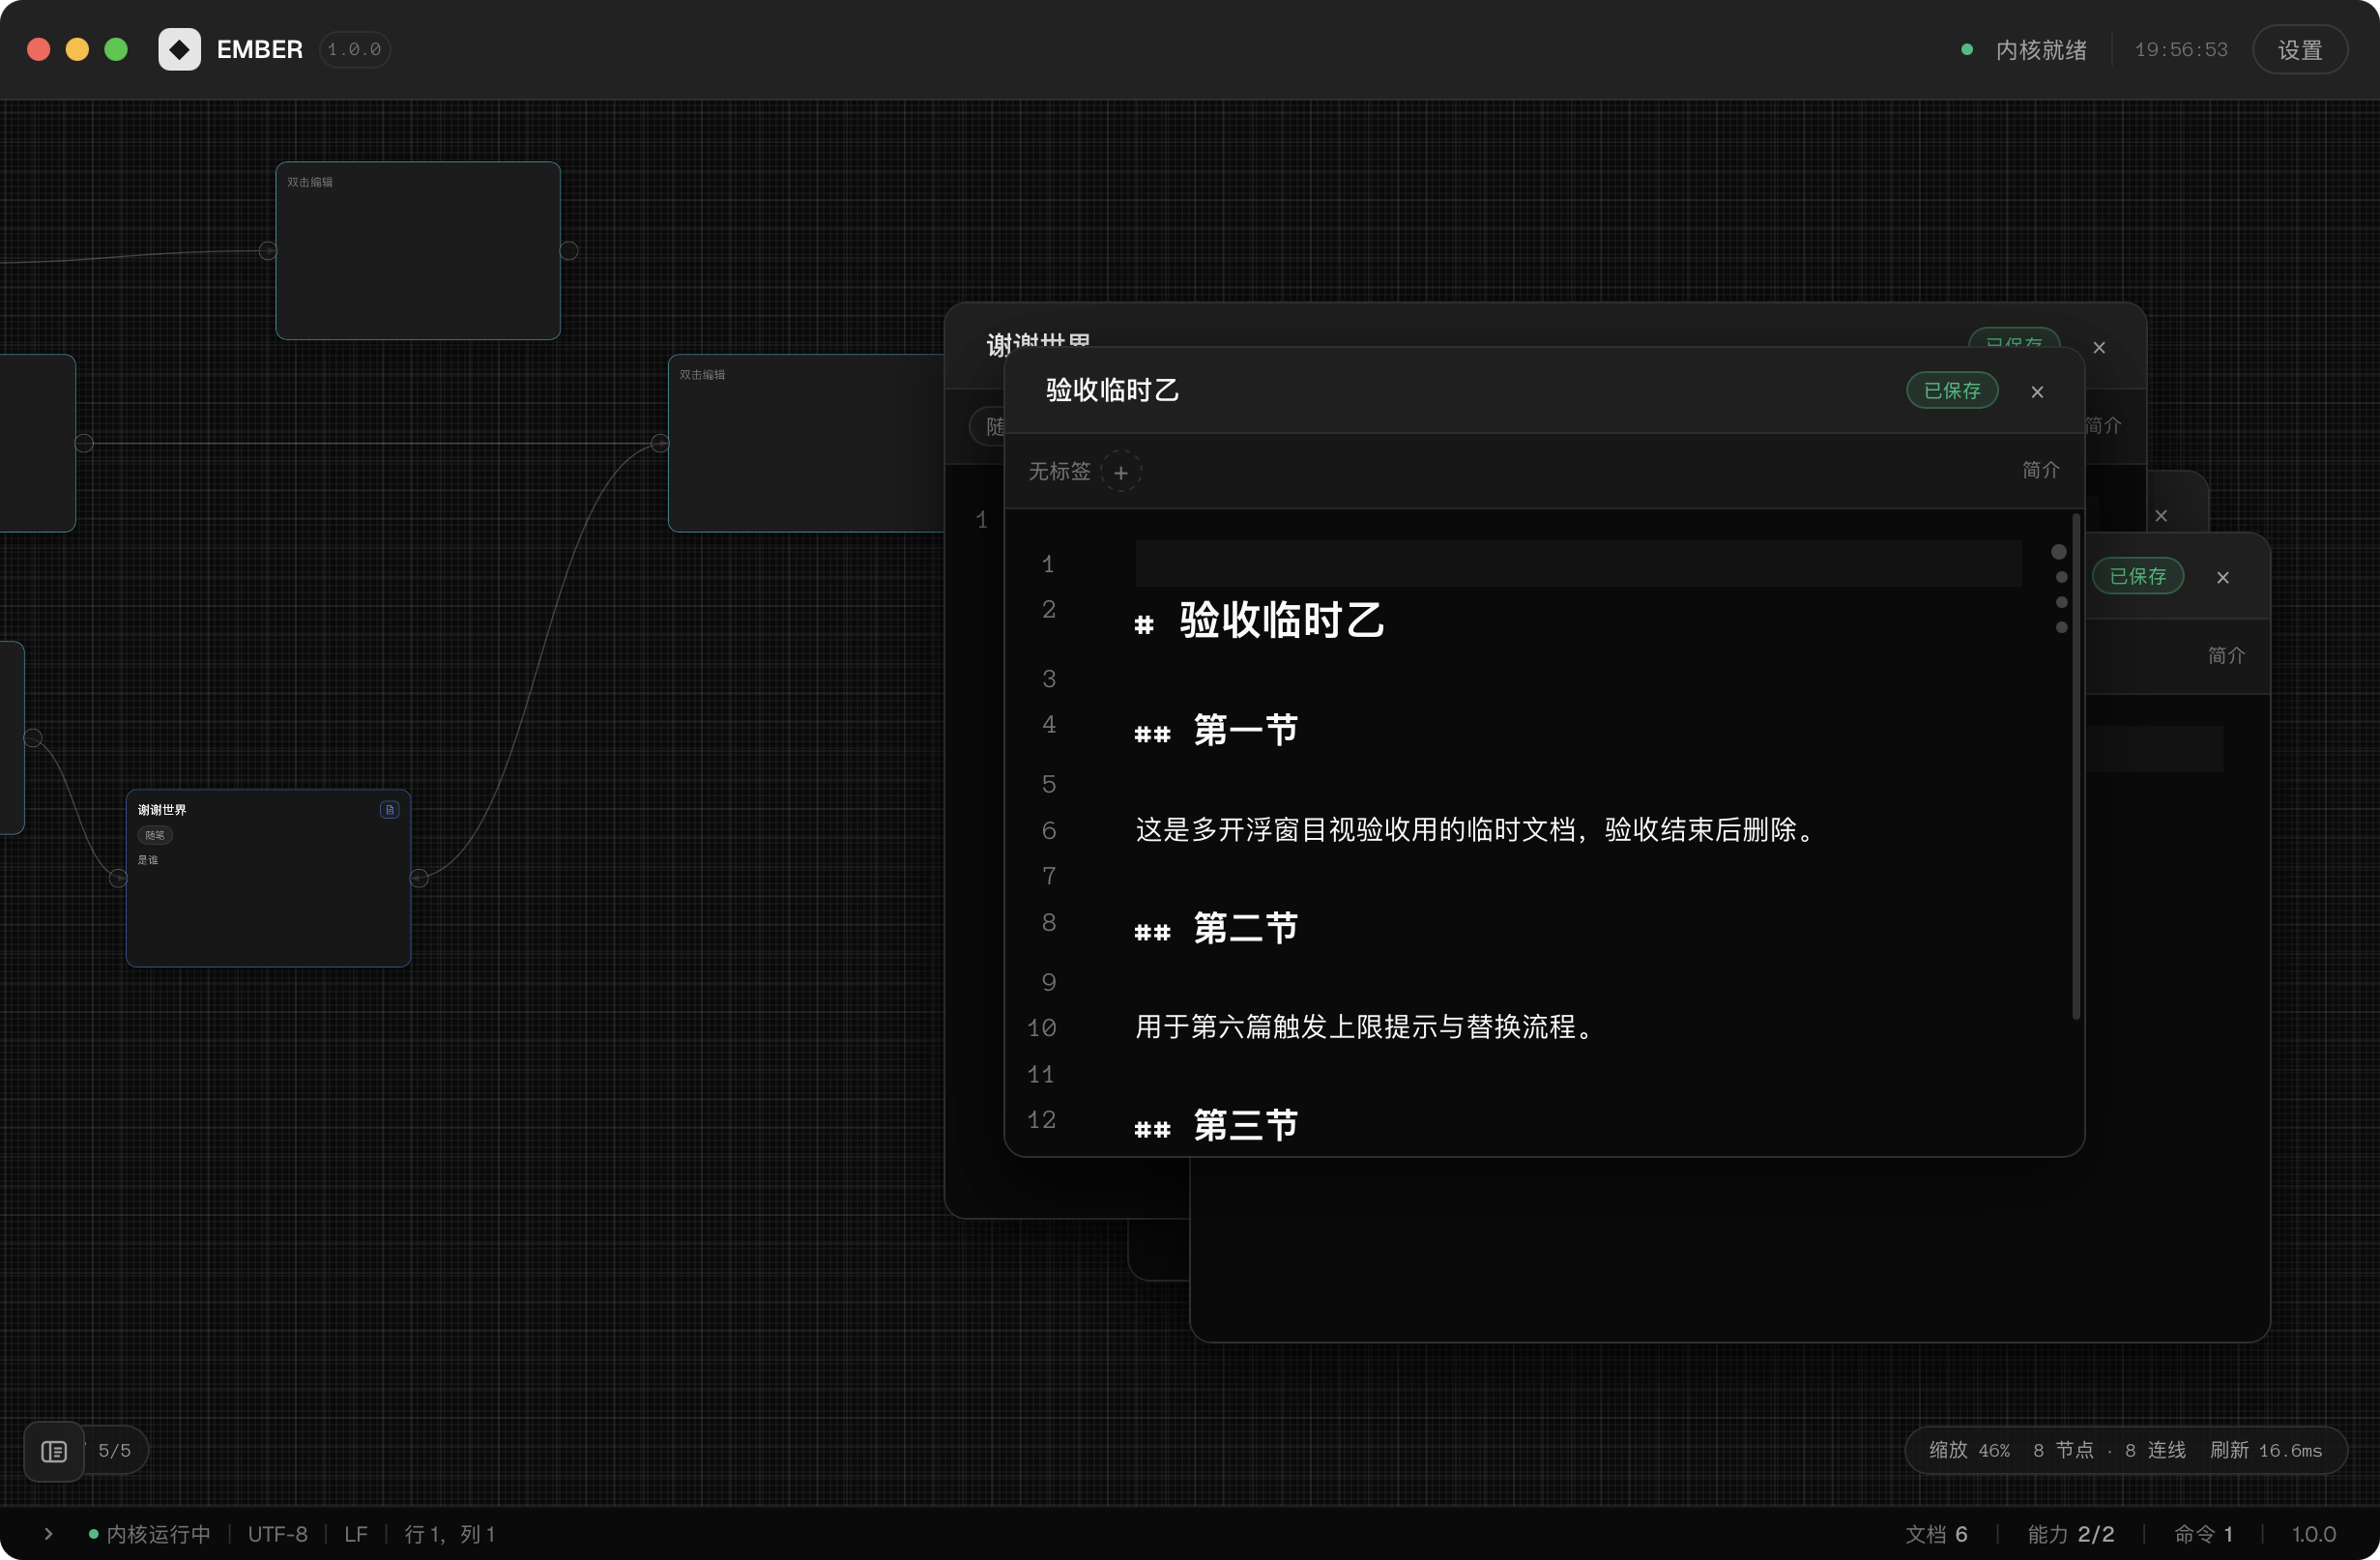 EMBER 1.0.0
内核就绪 19:56:53 设置
双击编辑
双击编辑
谢谢世界
随笔
是谁
谢谢世界 已保存 ×
随 简介
1
×
已保存 ×
简介
验收临时乙 已保存 ×
无标签 + 简介
1
2 # 验收临时乙
3
4 ## 第一节
5
6 这是多开浮窗目视验收用的临时文档，验收结束后删除。
7
8 ## 第二节
9
10 用于第六篇触发上限提示与替换流程。
11
12 ## 第三节
5/5
缩放 46% 8 节点 · 8 连线 刷新 16.6ms
内核运行中 UTF-8 LF 行 1，列 1
文档 6 能力 2/2 命令 1 1.0.0